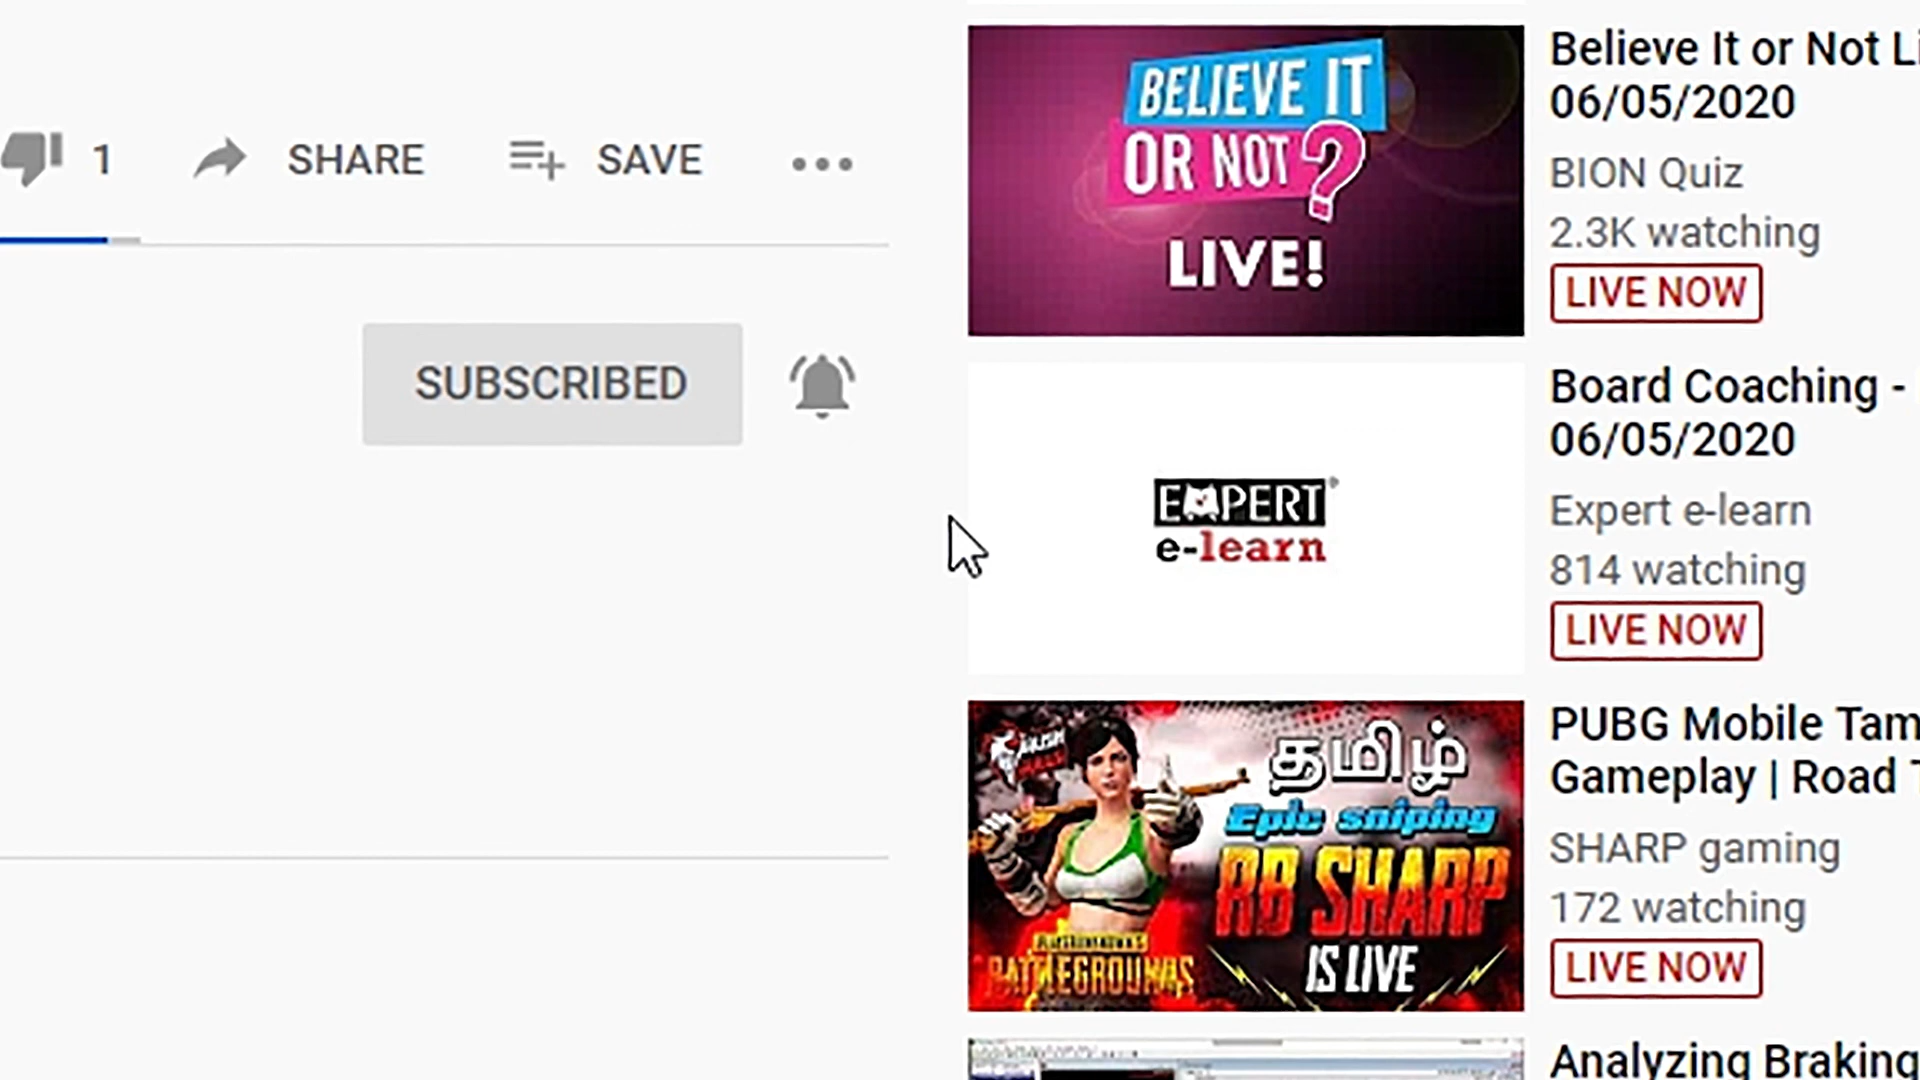 1 SHARE SAVE
SUBSCRIBED
BELIEVE IT
OR NOT?
LIVE!
Believe It or Not Li
06/05/2020
BION Quiz
2.3K watching
LIVE NOW
EXPERT
e-learn
Board Coaching -
06/05/2020
Expert e-learn
814 watching
LIVE NOW
தமிழ்
Epic sniping
RB SHARP
IS LIVE
BATTLEGROUNDS
PUBG Mobile Tam
Gameplay | Road T
SHARP gaming
172 watching
LIVE NOW
Analyzing Braking